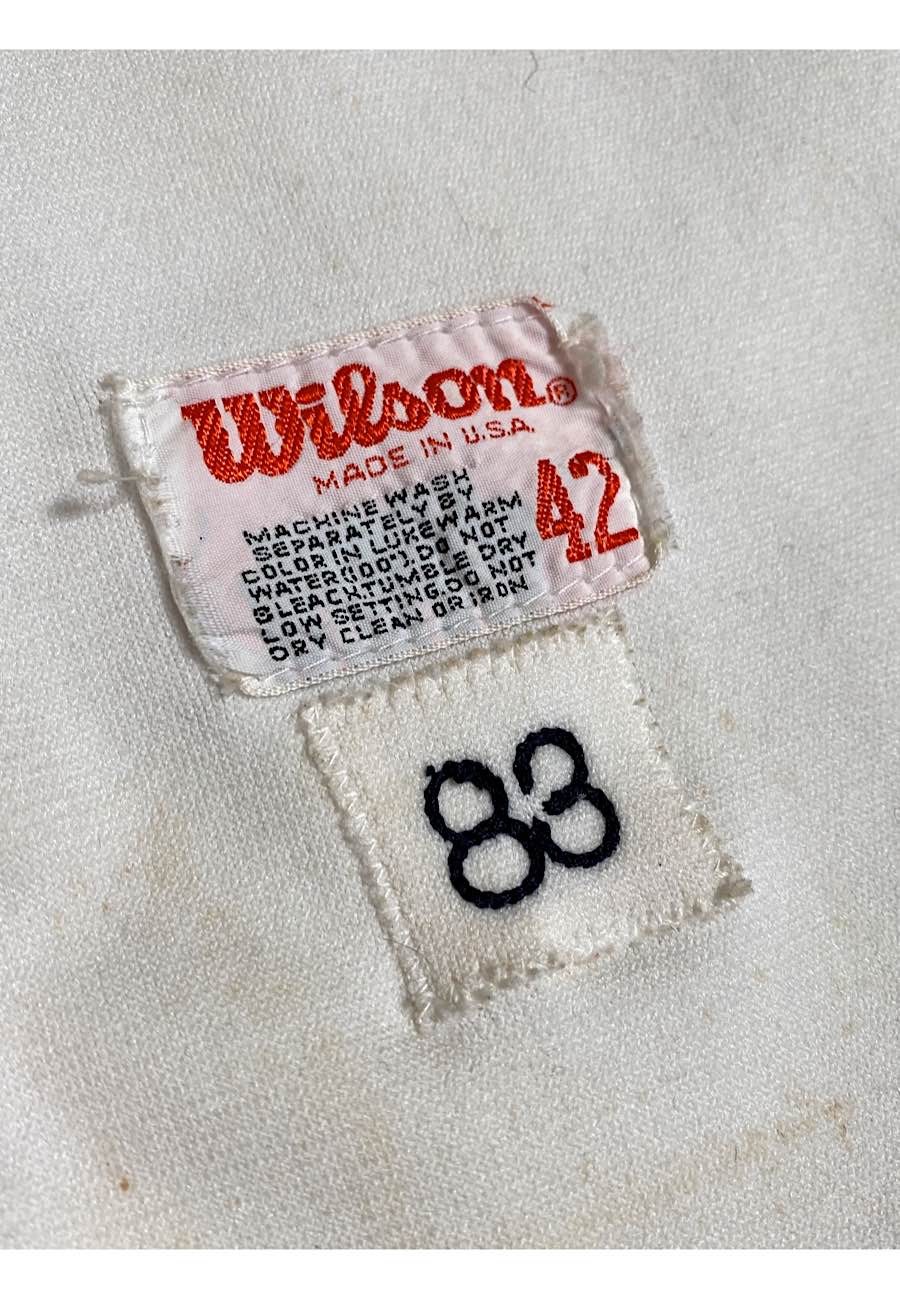 Wilson®
MADE IN U.S.A.
42
MACHINE WASH
SEPARATELY BY
COLOR IN LUKEWARM
WATER(100°) DO NOT
BLEACH.TUMBLE DRY
LOW SETTING.DO NOT
DRY CLEAN OR IRON
83